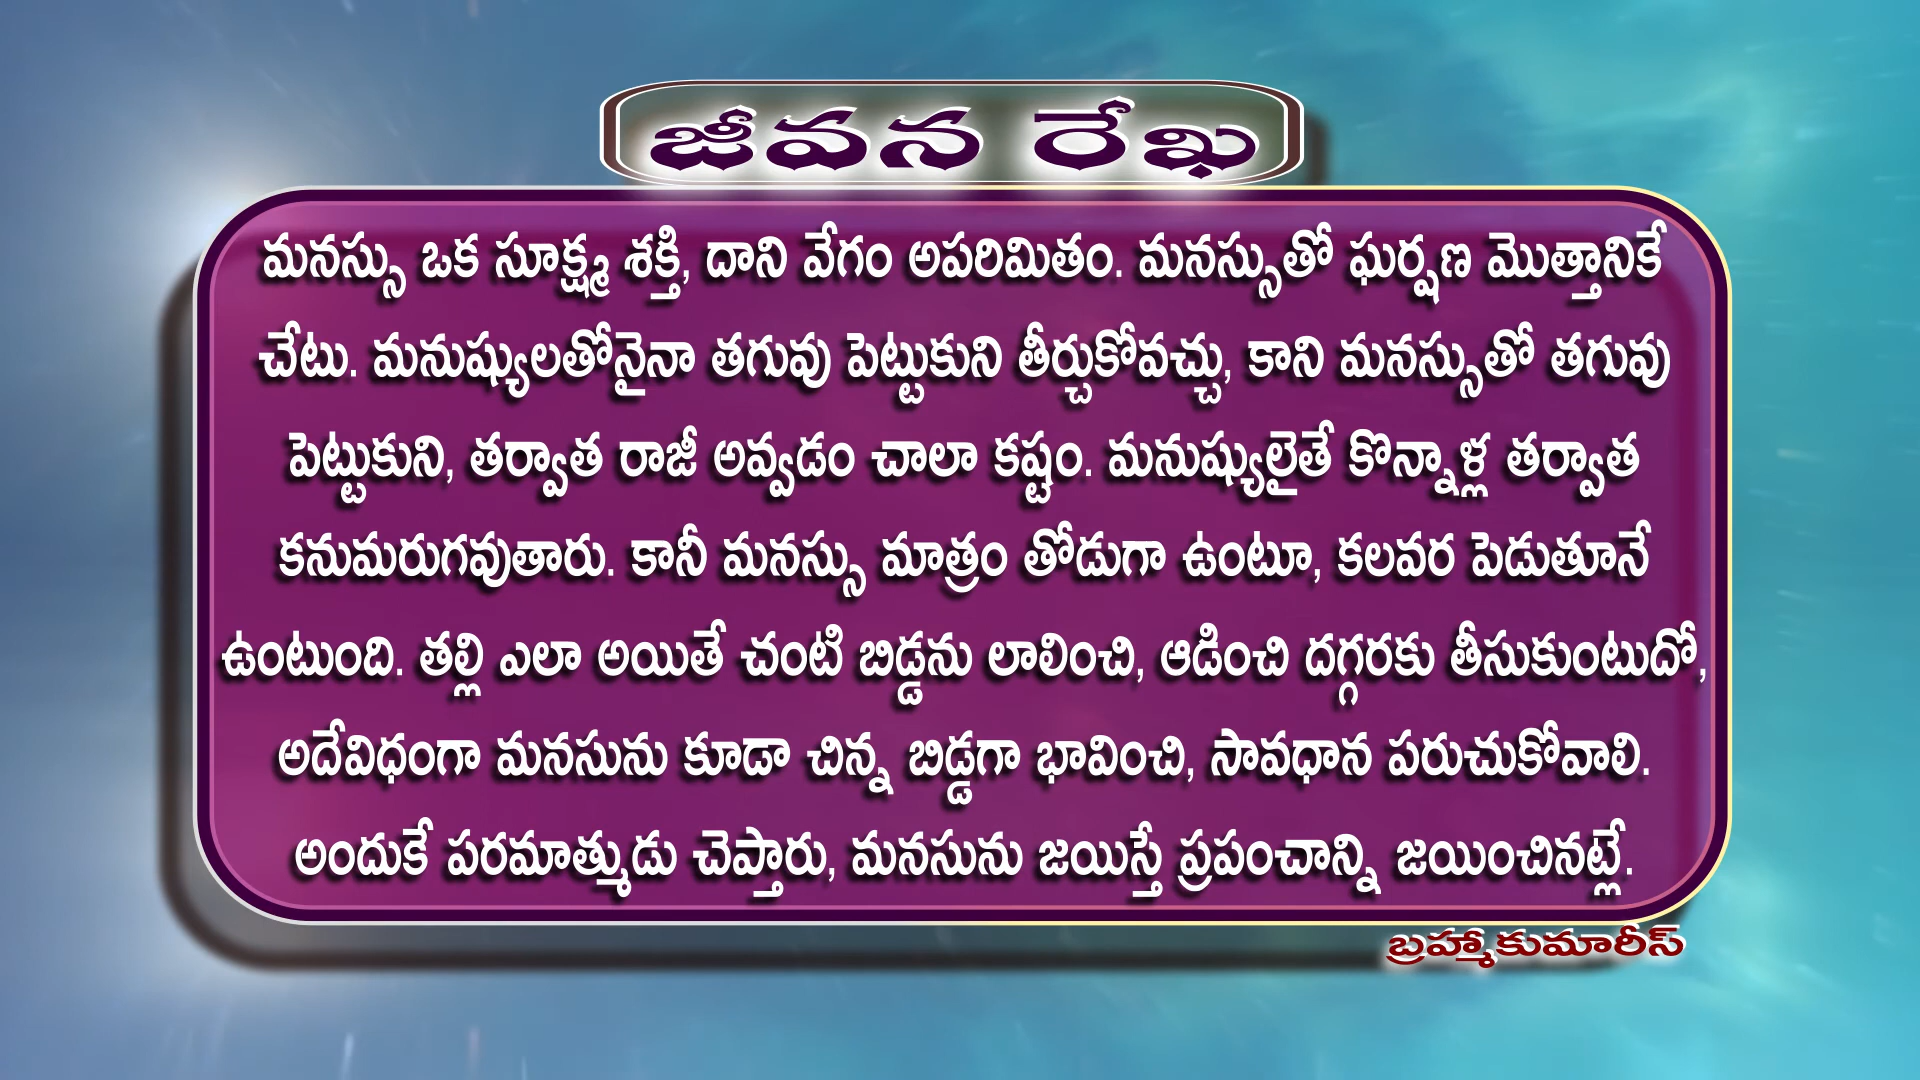 జీవన రేఖ
మనస్సు ఒక సూక్ష్మ శక్తి, దాని వేగం అపరిమితం. మనస్సుతో ఘర్షణ మొత్తానికే
చేటు. మనుష్యులతోనైనా తగువు పెట్టుకుని తీర్చుకోవచ్చు, కాని మనస్సుతో తగువు
పెట్టుకుని, తర్వాత రాజీ అవ్వడం చాలా కష్టం. మనుష్యులైతే కొన్నాళ్ల తర్వాత
కనుమరుగవుతారు. కానీ మనస్సు మాత్రం తోడుగా ఉంటూ, కలవర పెడుతూనే
ఉంటుంది. తల్లి ఎలా అయితే చంటి బిడ్డను లాలించి, ఆడించి దగ్గరకు తీసుకుంటుదో,
అదేవిధంగా మనసును కూడా చిన్న బిడ్డగా భావించి, సావధాన పరుచుకోవాలి.
అందుకే పరమాత్ముడు చెప్తారు, మనసును జయిస్తే ప్రపంచాన్ని జయించినట్లే.
బ్రహ్మాకుమారీస్